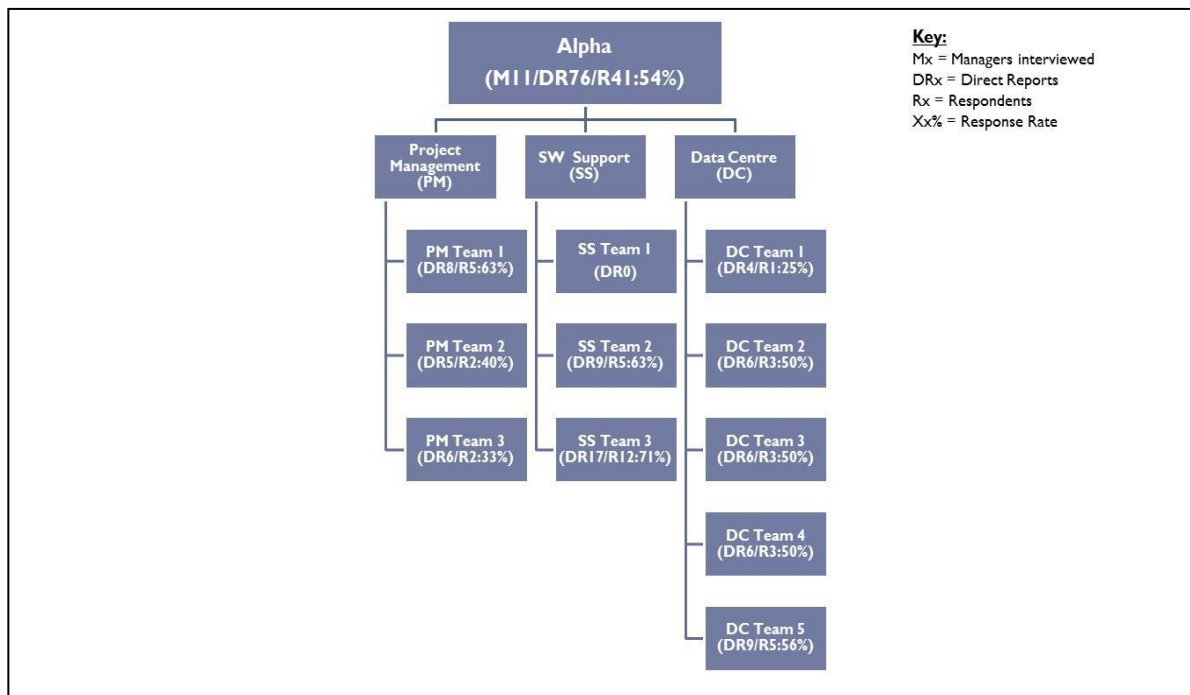 Alpha
(M11/DR76/R41:54%)
Key:
Mx = Managers interviewed
DRx = Direct Reports
Rx = Respondents
Xx% = Response Rate
Project
Management
(PM)
SW Support
(SS)
Data Centre
(DC)
PM Team 1
(DR8/R5:63%)
SS Team 1
(DR0)
DC Team 1
(DR4/R1:25%)
PM Team 2
(DR5/R2:40%)
SS Team 2
(DR9/R5:63%)
DC Team 2
(DR6/R3:50%)
PM Team 3
(DR6/R2:33%)
SS Team 3
(DR17/R12:71%)
DC Team 3
(DR6/R3:50%)
DC Team 4
(DR6/R3:50%)
DC Team 5
(DR9/R5:56%)